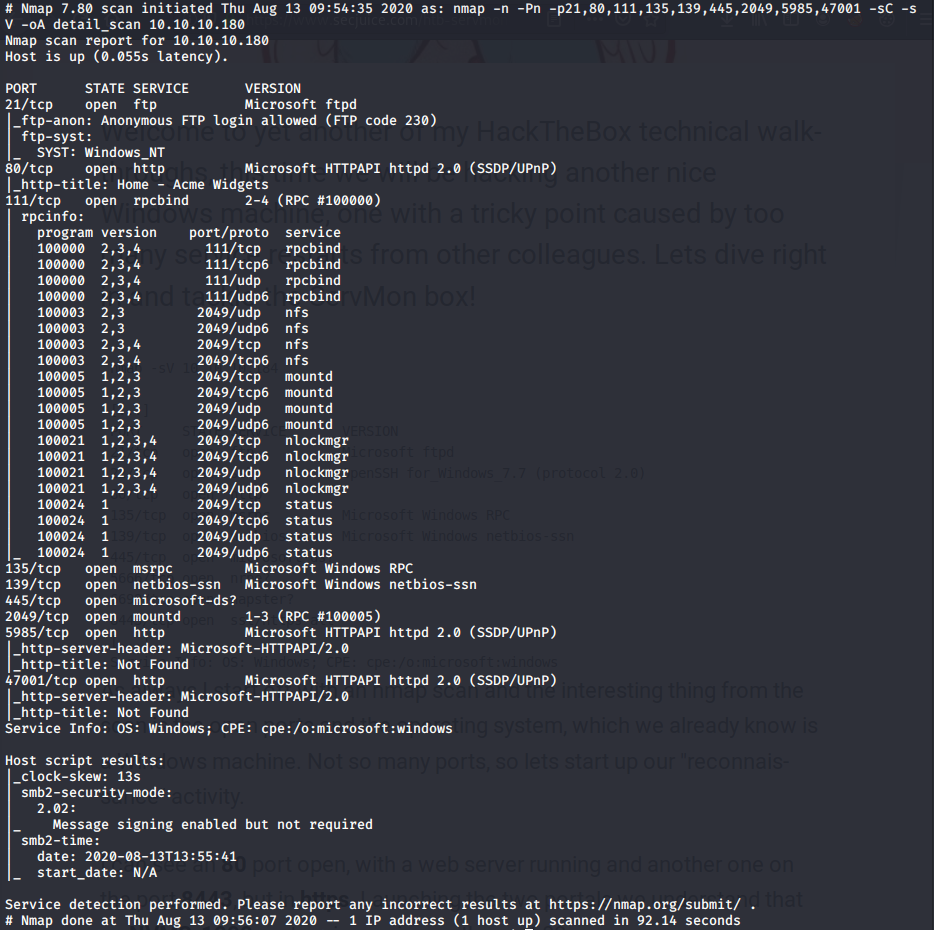 # Nmap 7.80 scan initiated Thu Aug 13 09:54:35 2020 as: nmap -n -Pn -p21,80,111,135,139,445,2049,5985,47001 -sC -s
V -oA detail_scan 10.10.10.180
Nmap scan report for 10.10.10.180
Host is up (0.055s latency).

PORT      STATE SERVICE       VERSION
21/tcp    open  ftp           Microsoft ftpd
|_ftp-anon: Anonymous FTP login allowed (FTP code 230)
| ftp-syst:
|_  SYST: Windows_NT
80/tcp    open  http          Microsoft HTTPAPI httpd 2.0 (SSDP/UPnP)
|_http-title: Home - Acme Widgets
111/tcp   open  rpcbind       2-4 (RPC #100000)
| rpcinfo:
|   program version    port/proto  service
|   100000  2,3,4        111/tcp   rpcbind
|   100000  2,3,4        111/tcp6  rpcbind
|   100000  2,3,4        111/udp   rpcbind
|   100000  2,3,4        111/udp6  rpcbind
|   100003  2,3         2049/udp   nfs
|   100003  2,3         2049/udp6  nfs
|   100003  2,3,4       2049/tcp   nfs
|   100003  2,3,4       2049/tcp6  nfs
|   100005  1,2,3       2049/tcp   mountd
|   100005  1,2,3       2049/tcp6  mountd
|   100005  1,2,3       2049/udp   mountd
|   100005  1,2,3       2049/udp6  mountd
|   100021  1,2,3,4     2049/tcp   nlockmgr
|   100021  1,2,3,4     2049/tcp6  nlockmgr
|   100021  1,2,3,4     2049/udp   nlockmgr
|   100021  1,2,3,4     2049/udp6  nlockmgr
|   100024  1           2049/tcp   status
|   100024  1           2049/tcp6  status
|   100024  1           2049/udp   status
|_  100024  1           2049/udp6  status
135/tcp   open  msrpc         Microsoft Windows RPC
139/tcp   open  netbios-ssn   Microsoft Windows netbios-ssn
445/tcp   open  microsoft-ds?
2049/tcp  open  mountd        1-3 (RPC #100005)
5985/tcp  open  http          Microsoft HTTPAPI httpd 2.0 (SSDP/UPnP)
|_http-server-header: Microsoft-HTTPAPI/2.0
|_http-title: Not Found
47001/tcp open  http          Microsoft HTTPAPI httpd 2.0 (SSDP/UPnP)
|_http-server-header: Microsoft-HTTPAPI/2.0
|_http-title: Not Found
Service Info: OS: Windows; CPE: cpe:/o:microsoft:windows

Host script results:
|_clock-skew: 13s
| smb2-security-mode:
|   2.02:
|_    Message signing enabled but not required
| smb2-time:
|   date: 2020-08-13T13:55:41
|_  start_date: N/A

Service detection performed. Please report any incorrect results at https://nmap.org/submit/ .
# Nmap done at Thu Aug 13 09:56:07 2020 -- 1 IP address (1 host up) scanned in 92.14 seconds